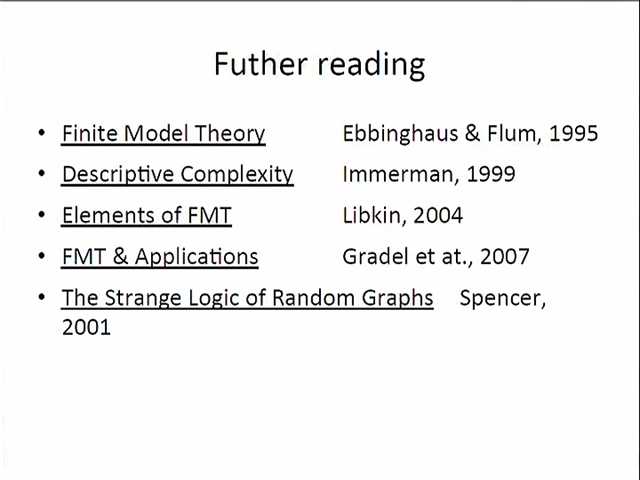 Futher reading
• Finite Model Theory Ebbinghaus & Flum, 1995
• Descriptive Complexity Immerman, 1999
• Elements of FMT Libkin, 2004
• FMT & Applications Gradel et at., 2007
• The Strange Logic of Random Graphs Spencer,
2001